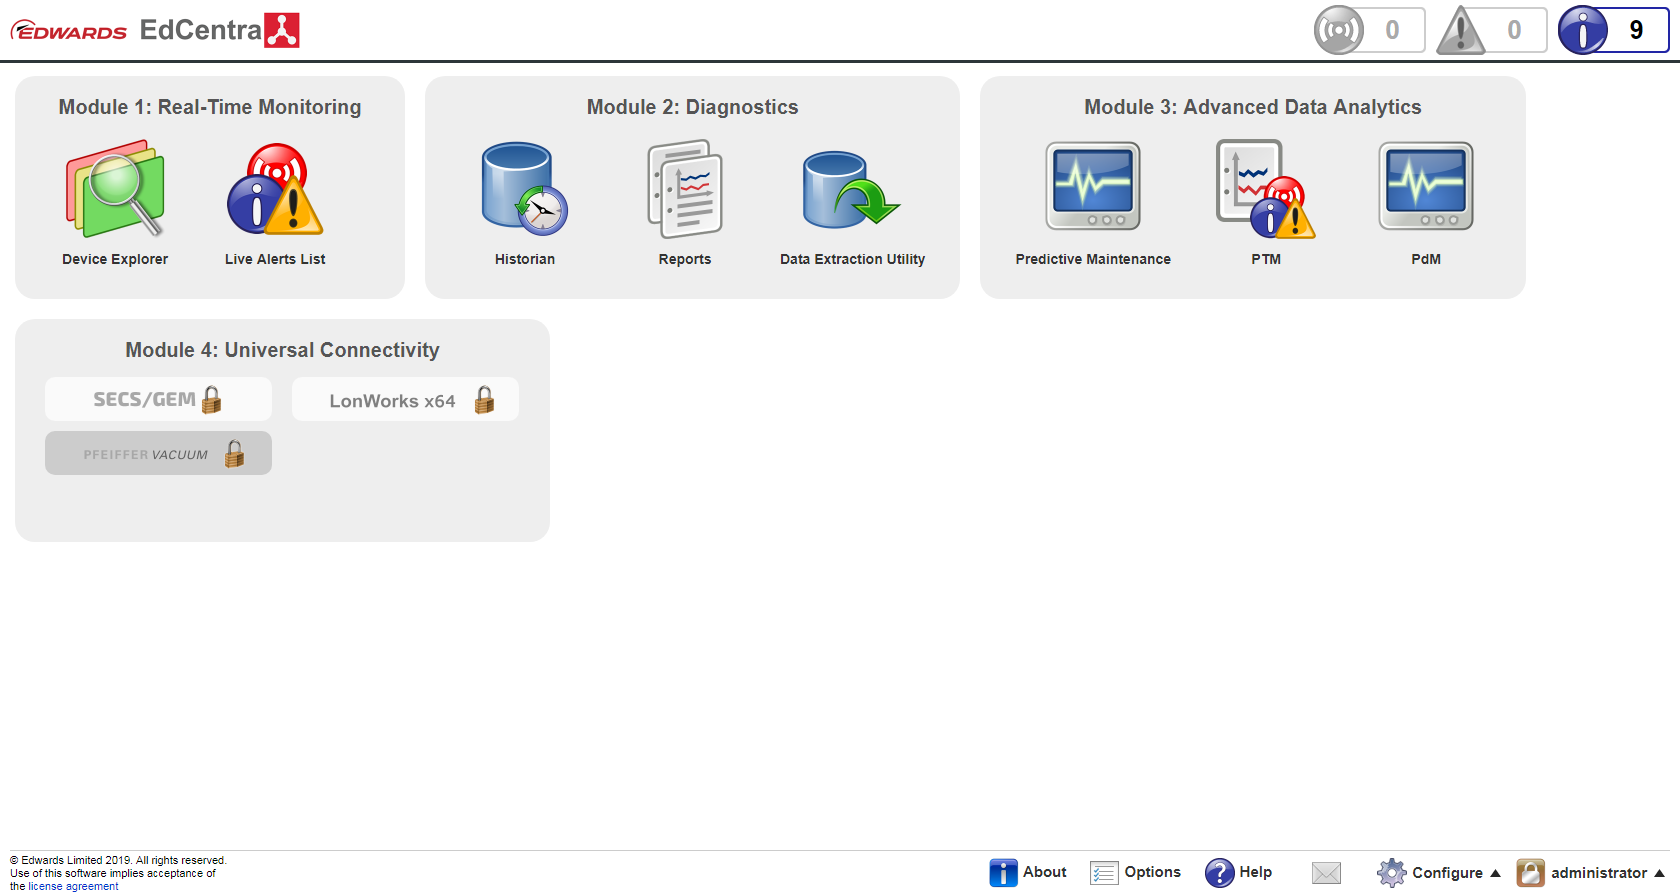 EDWARDS EdCentra
0
0
9
Module 1: Real-Time Monitoring
Device Explorer
Live Alerts List
Module 2: Diagnostics
Historian
Reports
Data Extraction Utility
Module 3: Advanced Data Analytics
Predictive Maintenance
PTM
PdM
Module 4: Universal Connectivity
SECS/GEM
LonWorks x64
PFEIFFER VACUUM
© Edwards Limited 2019. All rights reserved.
Use of this software implies acceptance of
the license agreement
About
Options
Help
Configure
administrator